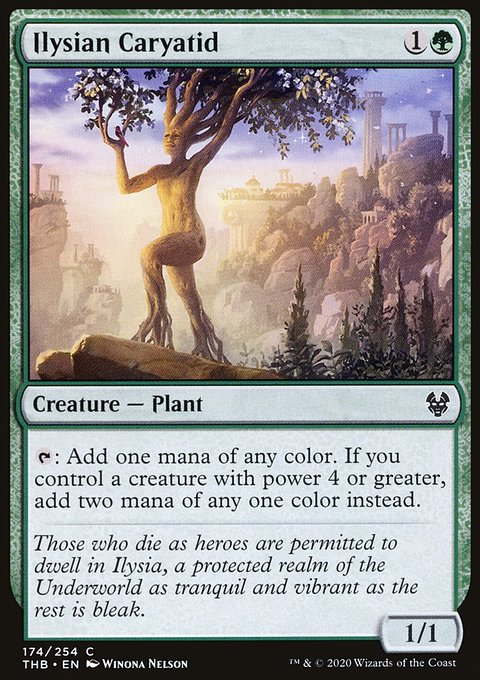 Ilysian Caryatid 1
Creature — Plant
: Add one mana of any color. If you
control a creature with power 4 or greater,
add two mana of any one color instead.
Those who die as heroes are permitted to
dwell in Ilysia, a protected realm of the
Underworld as tranquil and vibrant as the
rest is bleak.
1/1
174/254 C
THB • EN Winona Nelson
™ & © 2020 Wizards of the Coast